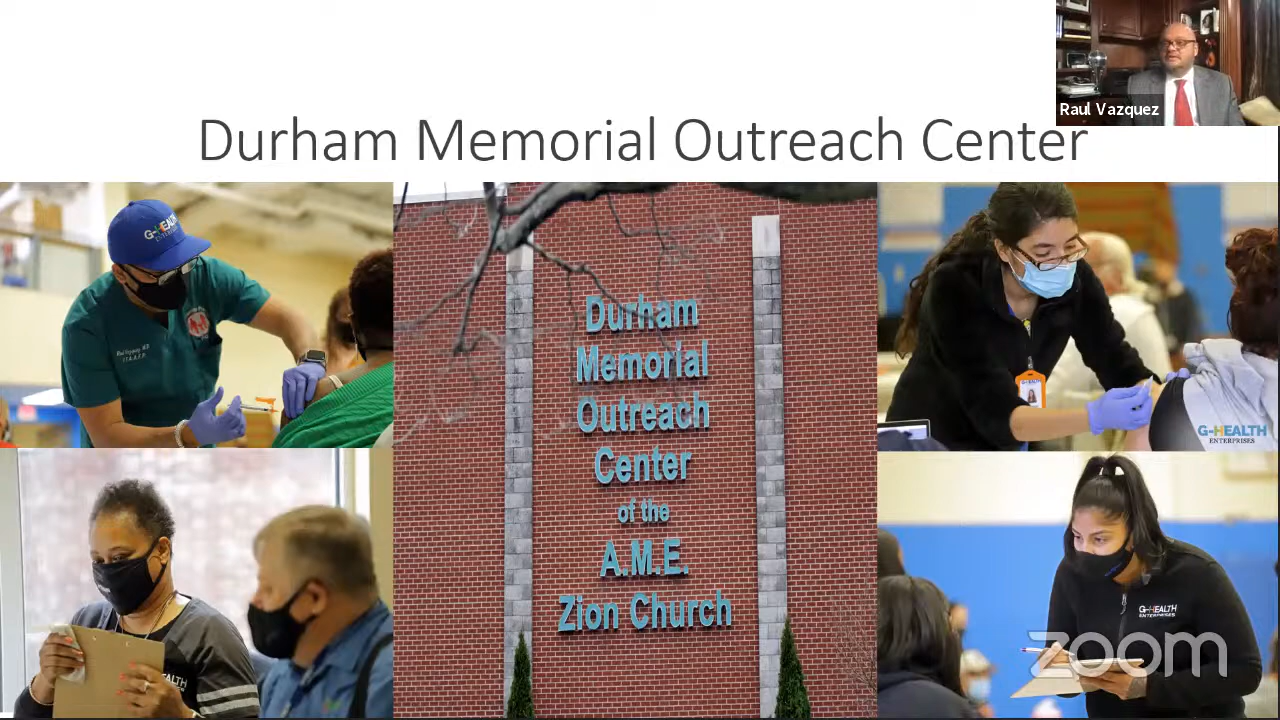 Raul Vazquez
Durham Memorial Outreach Center
G-HEALTH
ENTERPRISES
Durham
Memorial
Outreach
Center
of the
A.M.E.
Zion Church
G-HEALTH
ENTERPRISES
G-HEALTH
ENTERPRISES
zoom